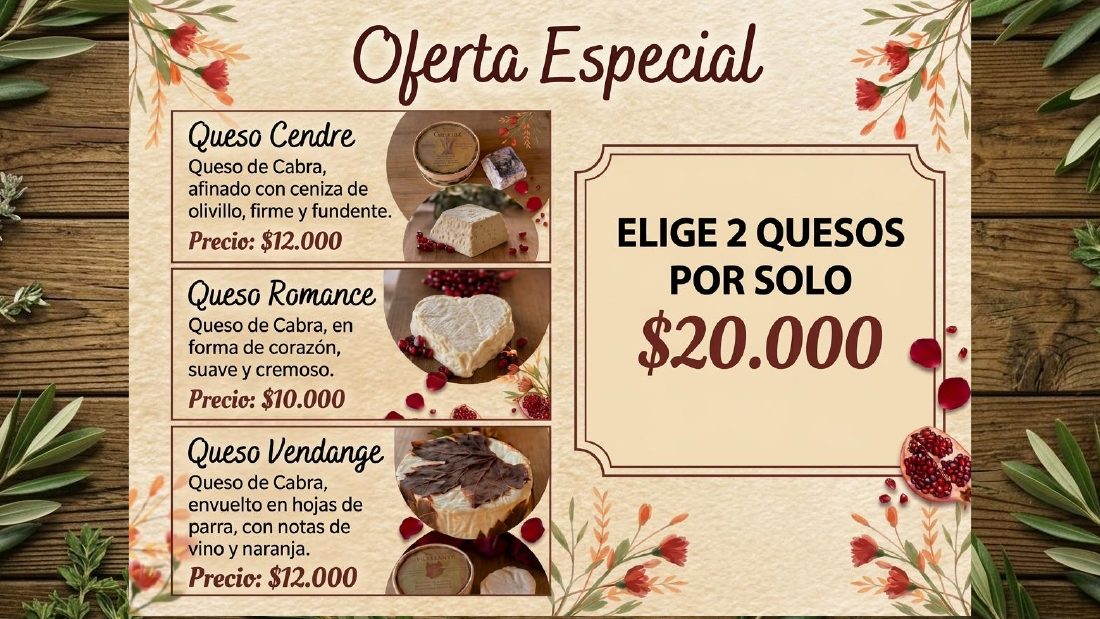 Oferta Especial
Queso Cendre
Queso de Cabra,
afinado con ceniza de
olivillo, firme y fundente.
Precio: $12.000
Queso Romance
Queso de Cabra, en
forma de corazón,
suave y cremoso.
Precio: $10.000
Queso Vendange
Queso de Cabra,
envuelto en hojas de
parra, con notas de
vino y naranja.
Precio: $12.000
ELIGE 2 QUESOS
POR SOLO
$20.000